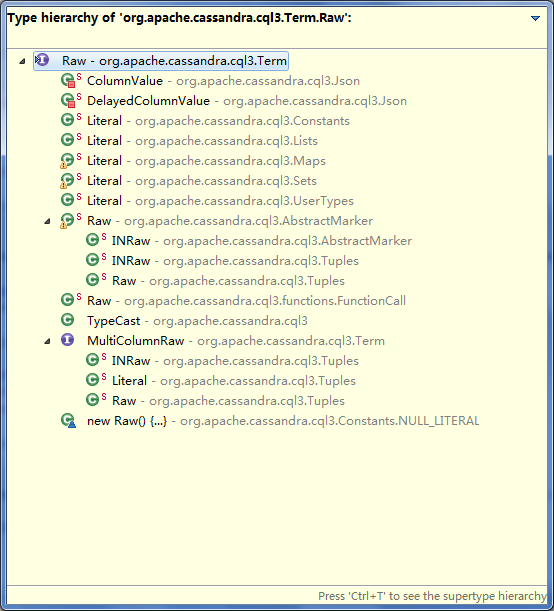 Type hierarchy of 'org.apache.cassandra.cql3.Term.Raw':
Raw - org.apache.cassandra.cql3.Term
ColumnValue - org.apache.cassandra.cql3.Json
DelayedColumnValue - org.apache.cassandra.cql3.Json
Literal - org.apache.cassandra.cql3.Constants
Literal - org.apache.cassandra.cql3.Lists
Literal - org.apache.cassandra.cql3.Maps
Literal - org.apache.cassandra.cql3.Sets
Literal - org.apache.cassandra.cql3.UserTypes
Raw - org.apache.cassandra.cql3.AbstractMarker
INRaw - org.apache.cassandra.cql3.AbstractMarker
INRaw - org.apache.cassandra.cql3.Tuples
Raw - org.apache.cassandra.cql3.Tuples
Raw - org.apache.cassandra.cql3.functions.FunctionCall
TypeCast - org.apache.cassandra.cql3
MultiColumnRaw - org.apache.cassandra.cql3.Term
INRaw - org.apache.cassandra.cql3.Tuples
Literal - org.apache.cassandra.cql3.Tuples
Raw - org.apache.cassandra.cql3.Tuples
new Raw() {...} - org.apache.cassandra.cql3.Constants.NULL_LITERAL
Press 'Ctrl+T' to see the supertype hierarchy